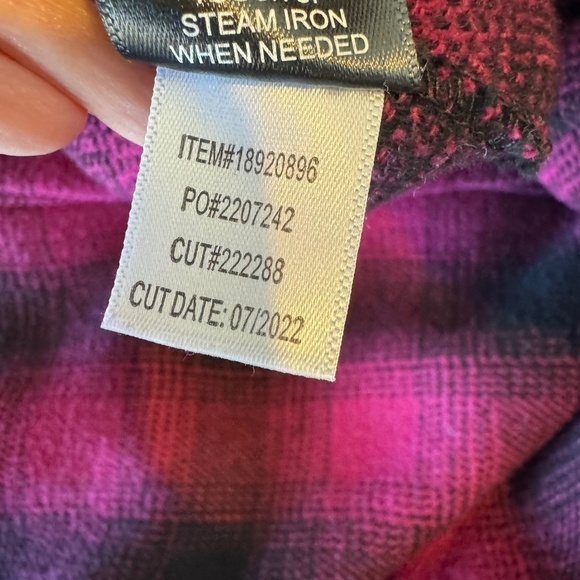 STEAM IRON
WHEN NEEDED
ITEM#18920896
PO#2207242
CUT#222288
CUT DATE: 07/2022